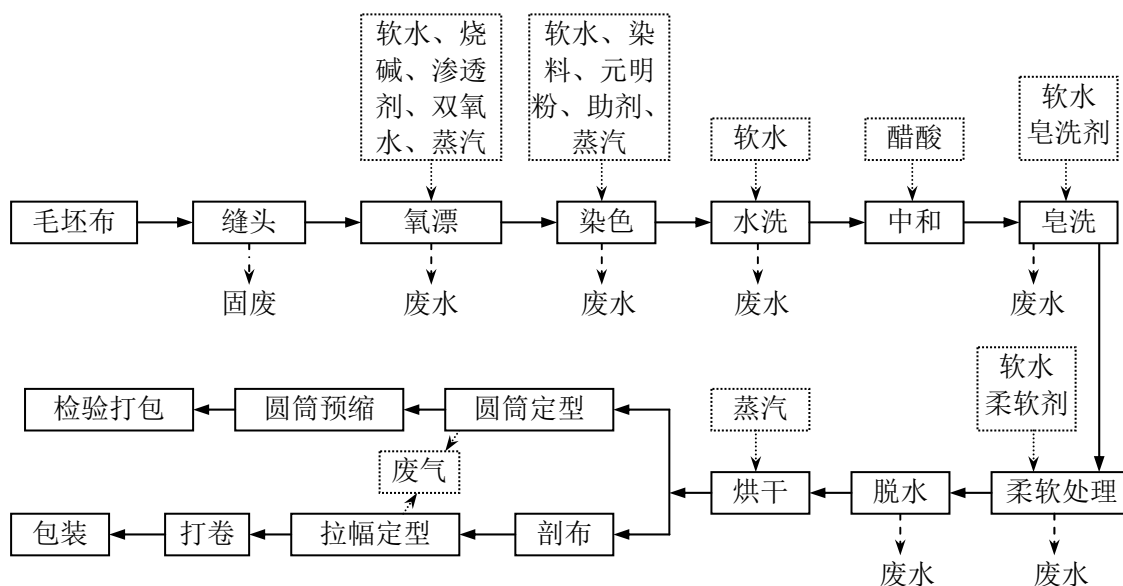 软水、烧
碱、渗透
剂、双氧
水、蒸汽
软水、染
料、元明
粉、助剂、
蒸汽
软水
醋酸
软水
皂洗剂
毛坯布
缝头
氧漂
染色
水洗
中和
皂洗
固废
废水
废水
废水
废水
检验打包
圆筒预缩
圆筒定型
蒸汽
软水
柔软剂
废气
烘干
脱水
柔软处理
包装
打卷
拉幅定型
剖布
废水
废水